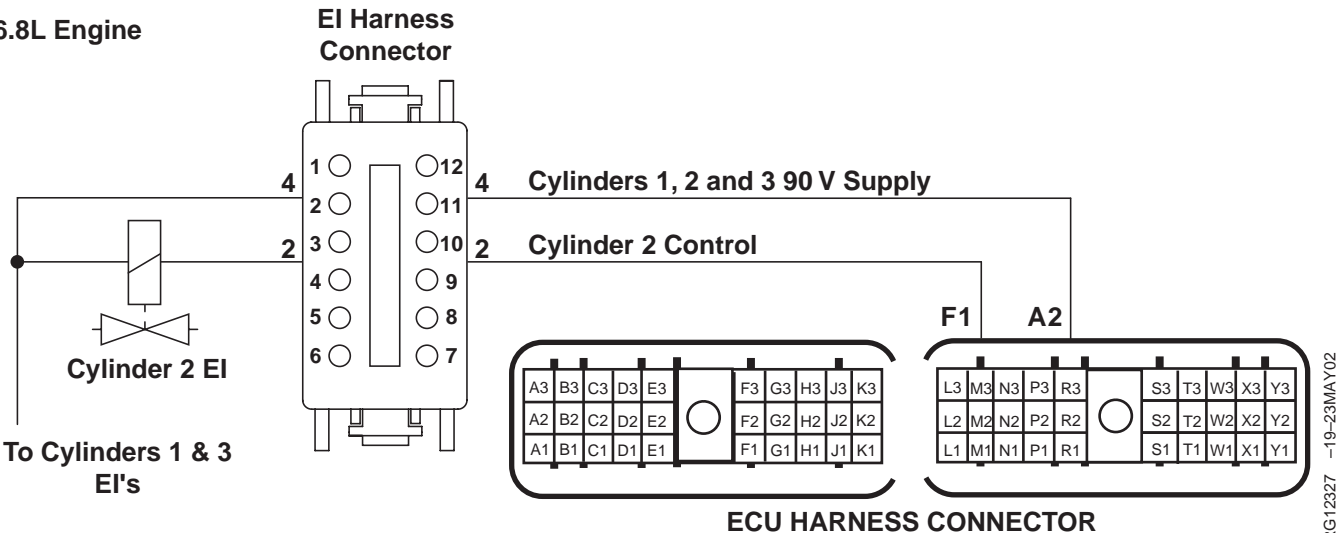 6.8L Engine
EI Harness
Connector
1 12
4 4 Cylinders 1, 2 and 3 90 V Supply
2 11
2 3 10 2 Cylinder 2 Control
4 9
5 8
6 7
F1 A2
Cylinder 2 EI
To Cylinders 1 & 3
EI's
A3 B3 C3 D3 E3 F3 G3 H3 J3 K3
A2 B2 C2 D2 E2 F2 G2 H2 J2 K2
A1 B1 C1 D1 E1 F1 G1 H1 J1 K1
L3 M3 N3 P3 R3 S3 T3 W3 X3 Y3
L2 M2 N2 P2 R2 S2 T2 W2 X2 Y2
L1 M1 N1 P1 R1 S1 T1 W1 X1 Y1
ECU HARNESS CONNECTOR
RG12327 –19–23MAY02